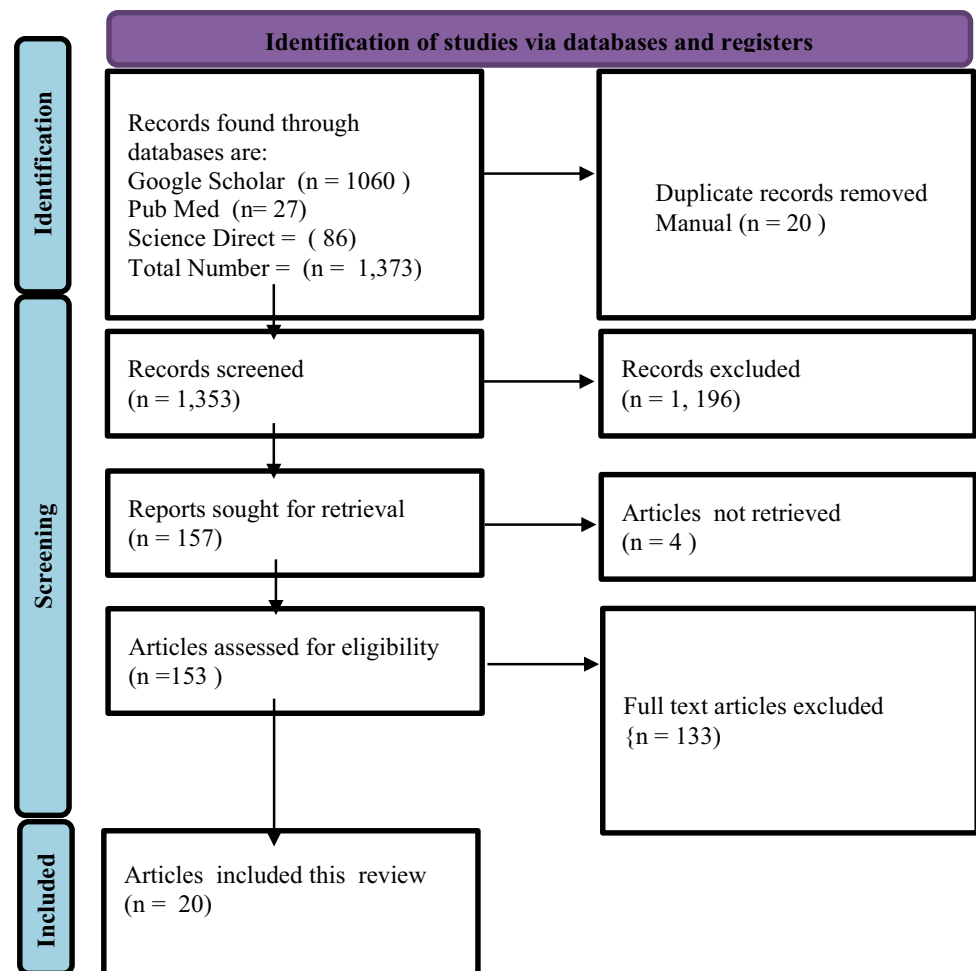 Identification of studies via databases and registers
Identification
Records found through
databases are:
Google Scholar (n = 1060 )
Pub Med (n= 27)
Science Direct = ( 86)
Total Number = (n = 1,373)
Duplicate records removed
Manual (n = 20 )
Screening
Records screened
(n = 1,353)
Records excluded
(n = 1, 196)
Reports sought for retrieval
(n = 157)
Articles not retrieved
(n = 4 )
Articles assessed for eligibility
(n =153 )
Full text articles excluded
{n = 133)
Included
Articles included this review
(n = 20)